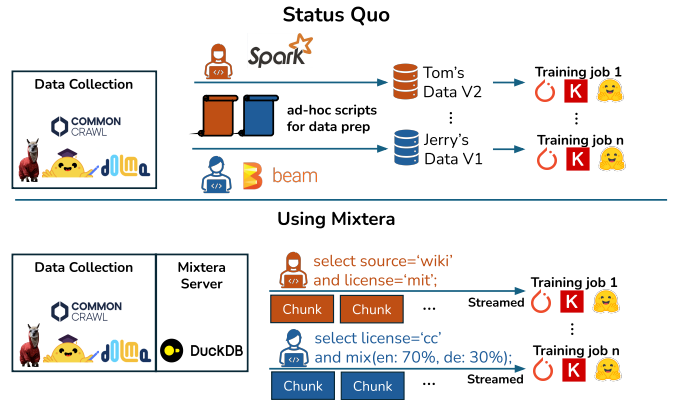 Status Quo
Data Collection
COMMON
CRAWL
dolma
Spark
ad-hoc scripts
for data prep
beam
Tom's
Data V2
⋮
Jerry's
Data V1
Training job 1
K
⋮
Training job n
K
Using Mixtera
Data Collection
COMMON
CRAWL
dolma
Mixtera
Server
DuckDB
select source=‘wiki’
and license=‘mit’;
Chunk Chunk ...
Streamed
select license=‘cc’
and mix(en: 70%, de: 30%);
Chunk Chunk ...
Streamed
Training job 1
K
⋮
Training job n
K